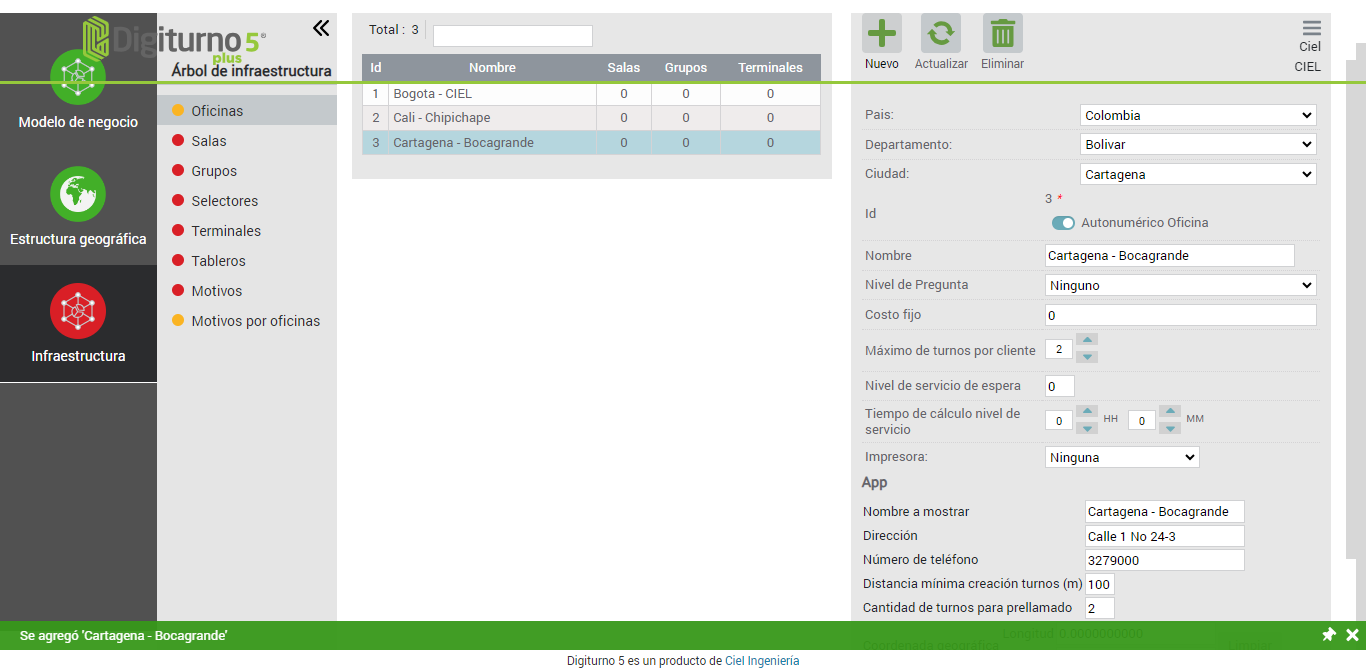 Digiturno 5®
plus
Árbol de infraestructura
Modelo de negocio
Estructura geográfica
Infraestructura
Oficinas
Salas
Grupos
Selectores
Terminales
Tableros
Motivos
Motivos por oficinas
Total : 3
Id Nombre Salas Grupos Terminales
1 Bogota - CIEL 0 0 0
2 Cali - Chipichape 0 0 0
3 Cartagena - Bocagrande 0 0 0
Nuevo Actualizar Eliminar
Ciel
CIEL
Pais: Colombia
Departamento: Bolivar
Ciudad: Cartagena
Id 3 *
Autonumérico Oficina
Nombre Cartagena - Bocagrande
Nivel de Pregunta Ninguno
Costo fijo 0
Máximo de turnos por cliente 2
Nivel de servicio de espera 0
Tiempo de cálculo nivel de
servicio 0 HH 0 MM
Impresora: Ninguna
App
Nombre a mostrar Cartagena - Bocagrande
Dirección Calle 1 No 24-3
Número de teléfono 3279000
Distancia mínima creación turnos (m) 100
Cantidad de turnos para prellamado 2
Longitud 0.0000000000
Coordenada geográfica
Se agregó 'Cartagena - Bocagrande'
Digiturno 5 es un producto de Ciel Ingeniería